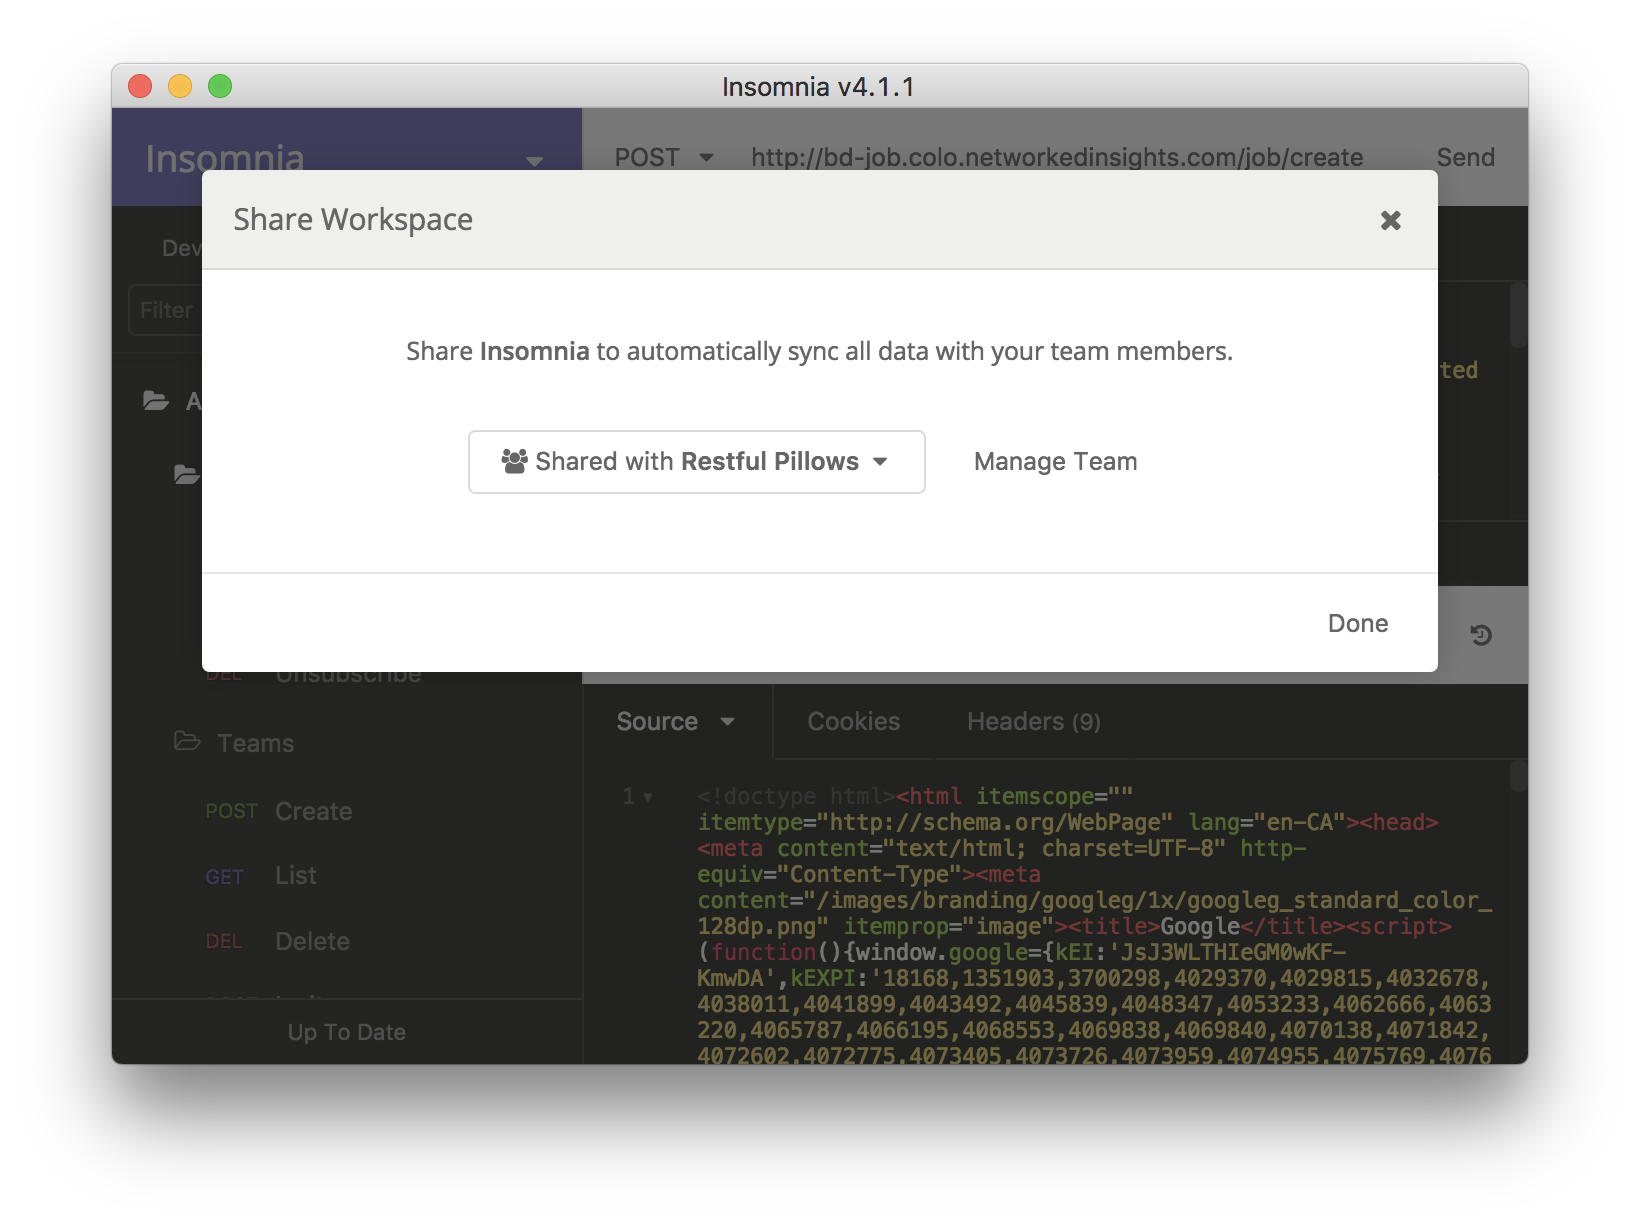 Insomnia v4.1.1
Insomnia
POST http://bd-job.colo.networkedinsights.com/job/create Send
Share Workspace
Dev
Filter
Share Insomnia to automatically sync all data with your team members.
ted
A
Shared with Restful Pillows Manage Team
Done
DEL Unsubscribe
Source Cookies Headers (9)
Teams
POST Create
GET List
DEL Delete
Up To Date
1 <!doctype html><html itemscope=""
itemtype="http://schema.org/WebPage" lang="en-CA"><head>
<meta content="text/html; charset=UTF-8" http-
equiv="Content-Type"><meta
content="/images/branding/googleg/1x/googleg_standard_color_
128dp.png" itemprop="image"><title>Google</title><script>
(function(){window.google={kEI:'JsJ3WLTHIeGM0wKF-
KmwDA',kEXPI:'18168,1351903,3700298,4029370,4029815,4032678,
4038011,4041899,4043492,4045839,4048347,4053233,4062666,4063
220,4065787,4066195,4068553,4069838,4069840,4070138,4071842,
4072602,4072775,4073405,4073726,4073959,4074955,4075769,4076